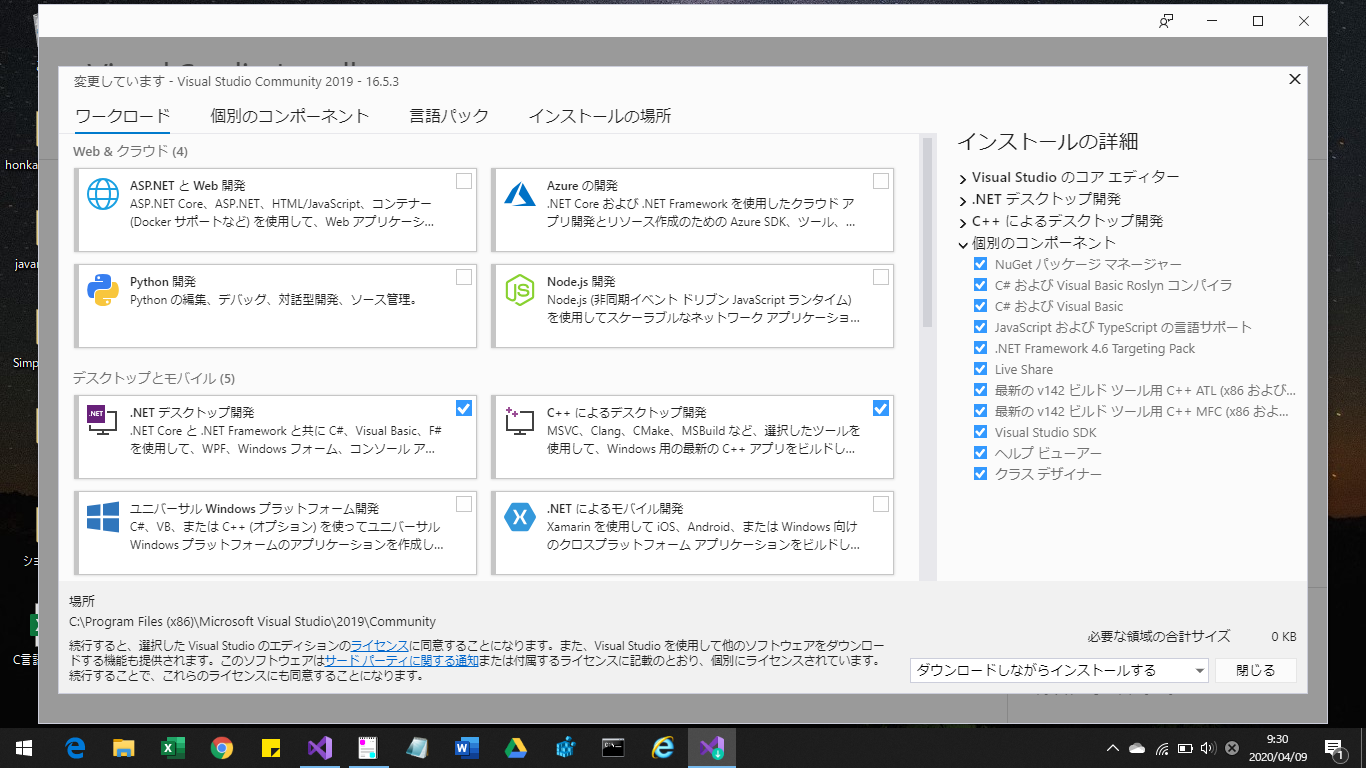 変更しています - Visual Studio Community 2019 - 16.5.3
ワークロード 個別のコンポーネント 言語パック インストールの場所
Web & クラウド (4)
ASP.NET と Web 開発
ASP.NET Core、ASP.NET、HTML/JavaScript、コンテナー
(Docker サポートなど) を使用して、Web アプリケーシ...
Azure の開発
.NET Core および .NET Framework を使用したクラウド ア
プリ開発とリソース作成のための Azure SDK、ツール、...
Python 開発
Python の編集、デバッグ、対話型開発、ソース管理。
Node.js 開発
Node.js (非同期イベント ドリブン JavaScript ランタイム)
を使用してスケーラブルなネットワーク アプリケーショ...
デスクトップとモバイル (5)
.NET
.NET デスクトップ開発
.NET Core と .NET Framework と共に C#、Visual Basic、F#
を使用して、WPF、Windows フォーム、コンソール ア...
C++ によるデスクトップ開発
MSVC、Clang、CMake、MSBuild など、選択したツールを
使用して、Windows 用の最新の C++ アプリをビルドし...
ユニバーサル Windows プラットフォーム開発
C#、VB、または C++ (オプション) を使ってユニバーサル
Windows プラットフォームのアプリケーションを作成し...
.NET によるモバイル開発
Xamarin を使用して iOS、Android、または Windows 向け
のクロスプラットフォーム アプリケーションをビルドし...
インストールの詳細
Visual Studio のコア エディター
.NET デスクトップ開発
C++ によるデスクトップ開発
個別のコンポーネント
NuGet パッケージ マネージャー
C# および Visual Basic Roslyn コンパイラ
C# および Visual Basic
JavaScript および TypeScript の言語サポート
.NET Framework 4.6 Targeting Pack
Live Share
最新の v142 ビルド ツール用 C++ ATL (x86 および...
最新の v142 ビルド ツール用 C++ MFC (x86 およ...
Visual Studio SDK
ヘルプ ビューアー
クラス デザイナー
場所
C:\Program Files (x86)\Microsoft Visual Studio\2019\Community
続行すると、選択した Visual Studio のエディションのライセンスに同意することになります。また、Visual Studio を使用して他のソフトウェアをダウンロー
ドする機能も提供されます。このソフトウェアはサード パーティに関する通知または付属するライセンスに記載のとおり、個別にライセンスされています。
続行することで、これらのライセンスにも同意することになります。
必要な領域の合計サイズ 0 KB
ダウンロードしながらインストールする 閉じる
honka
javar
Simp
ショ
C言語
9:30
2020/04/09
1